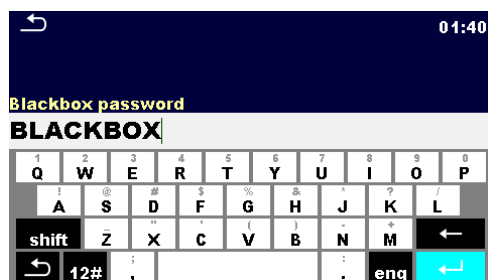 01:40
Blackbox password
BLACKBOX
1 2 3 4 5 6 7 8 9 0
Q W E R T Y U I O P
! @ # $ % & * ? /
A S D F G H J K L
- " ' ( ) - +
shift Z X C V B N M ←
; :
12# , . eng